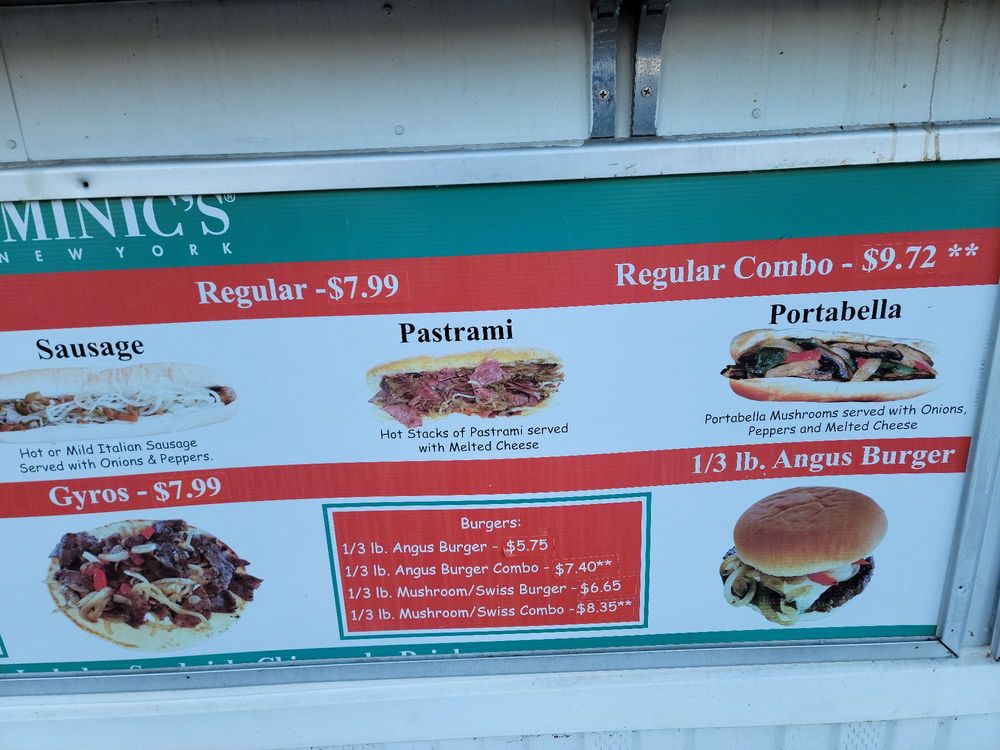 MINIC'S®
NEW YORK
Regular -$7.99
Regular Combo - $9.72 **
Sausage
Hot or Mild Italian Sausage
Served with Onions & Peppers.
Pastrami
Hot Stacks of Pastrami served
with Melted Cheese
Portabella
Portabella Mushrooms served with Onions,
Peppers and Melted Cheese
Gyros - $7.99
1/3 lb. Angus Burger
Burgers:
1/3 lb. Angus Burger - $5.75
1/3 lb. Angus Burger Combo - $7.40**
1/3 lb. Mushroom/Swiss Burger - $6.65
1/3 lb. Mushroom/Swiss Combo -$8.35**